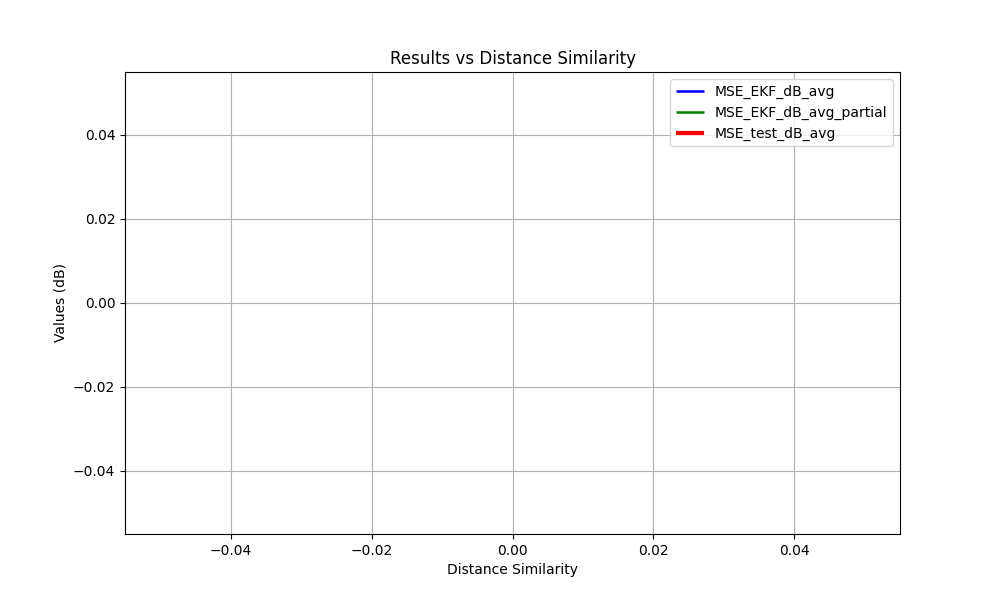 Results vs Distance Similarity
MSE_EKF_dB_avg
MSE_EKF_dB_avg_partial
MSE_test_dB_avg
0.04
0.02
0.00
−0.02
−0.04
Values (dB)
−0.04 −0.02 0.00 0.02 0.04
Distance Similarity